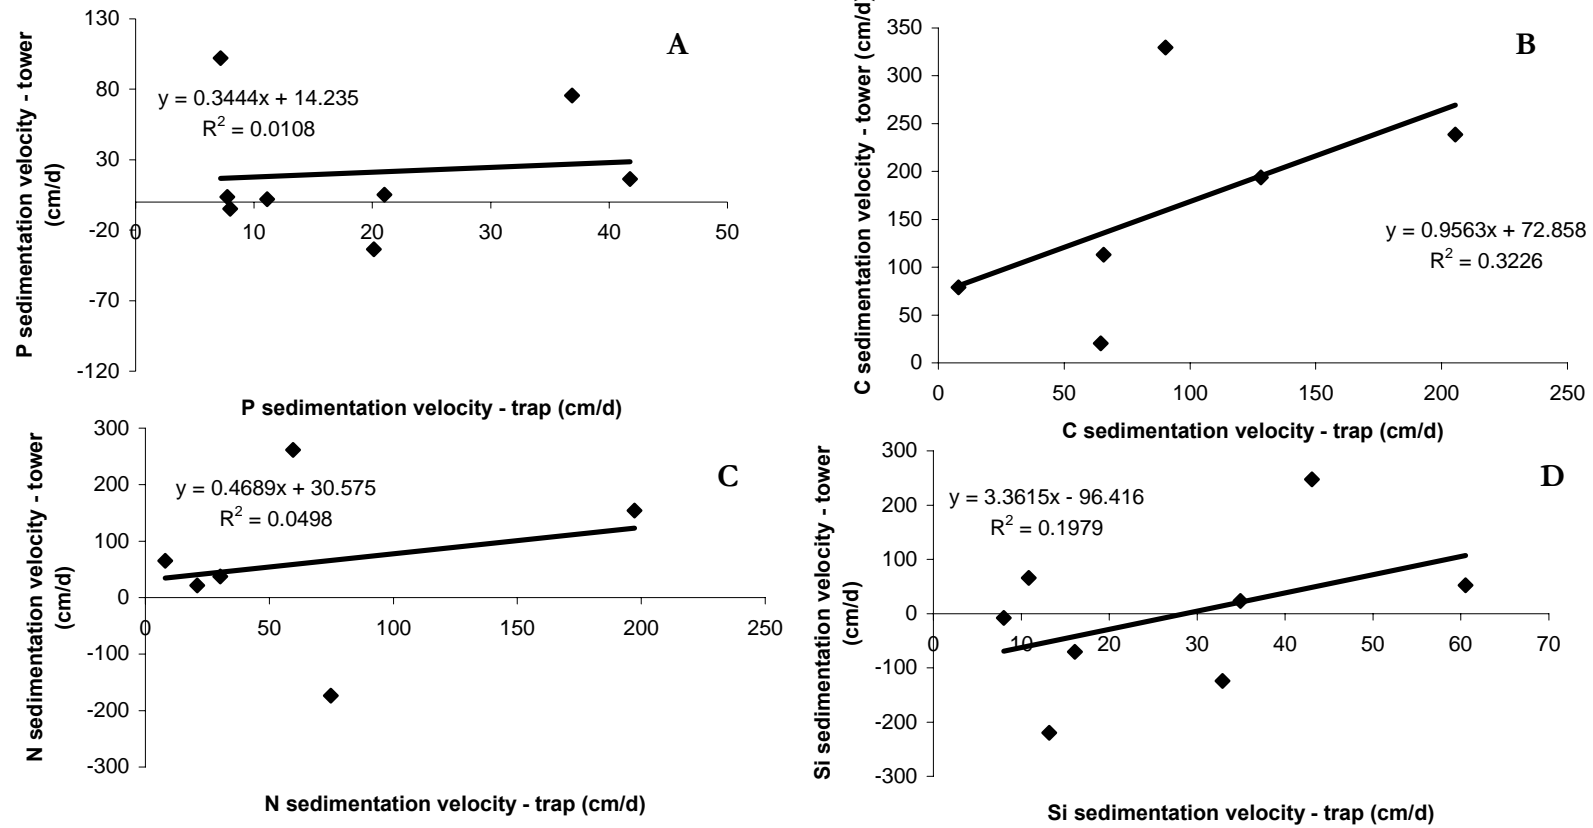 A
P sedimentation velocity - tower
(cm/d)
130
80
30
-20
-70
-120
y = 0.3444x + 14.235
R² = 0.0108
0 10 20 30 40 50
P sedimentation velocity - trap (cm/d)
B
C sedimentation velocity - tower (cm/d)
350
300
250
200
150
100
50
0
y = 0.9563x + 72.858
R² = 0.3226
0 50 100 150 200 250
C sedimentation velocity - trap (cm/d)
C
N sedimentation velocity - tower
(cm/d)
300
200
100
0
-100
-200
-300
y = 0.4689x + 30.575
R² = 0.0498
0 50 100 150 200 250
N sedimentation velocity - trap (cm/d)
D
Si sedimentation velocity - tower
(cm/d)
300
200
100
0
-100
-200
-300
y = 3.3615x - 96.416
R² = 0.1979
0 10 20 30 40 50 60 70
Si sedimentation velocity - trap (cm/d)